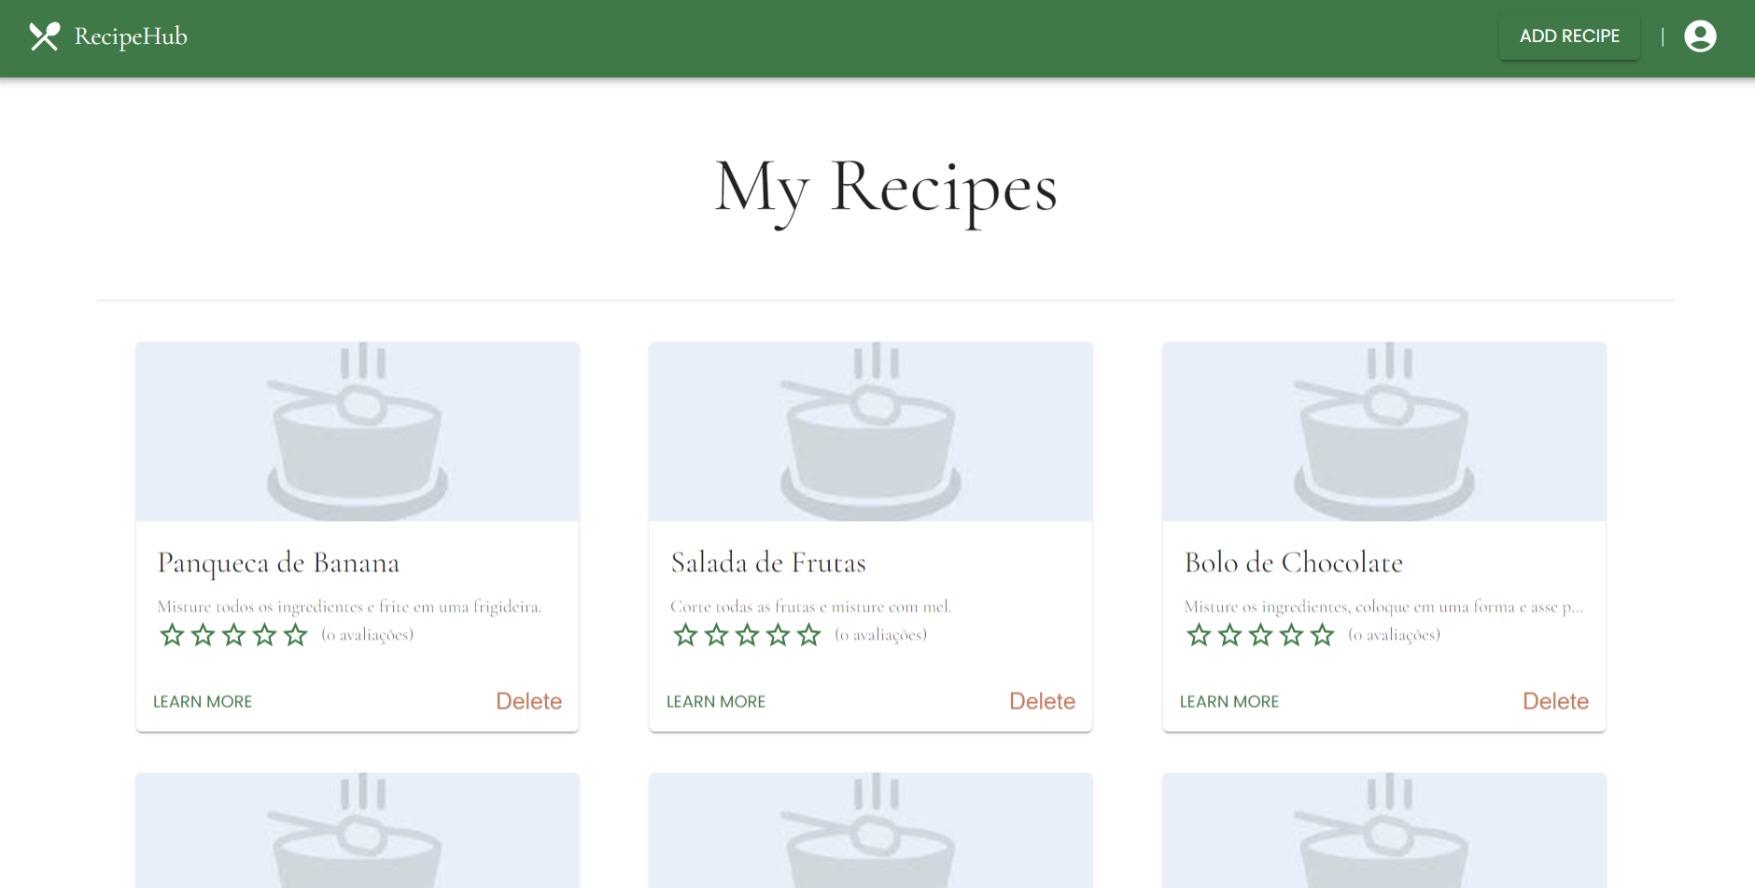 RecipeHub
ADD RECIPE |
My Recipes
Panqueca de Banana
Misture todos os ingredientes e frite em uma frigideira.
(0 avaliações)
LEARN MORE
Delete
Salada de Frutas
Corte todas as frutas e misture com mel.
(0 avaliações)
LEARN MORE
Delete
Bolo de Chocolate
Misture os ingredientes, coloque em uma forma e asse p...
(0 avaliações)
LEARN MORE
Delete